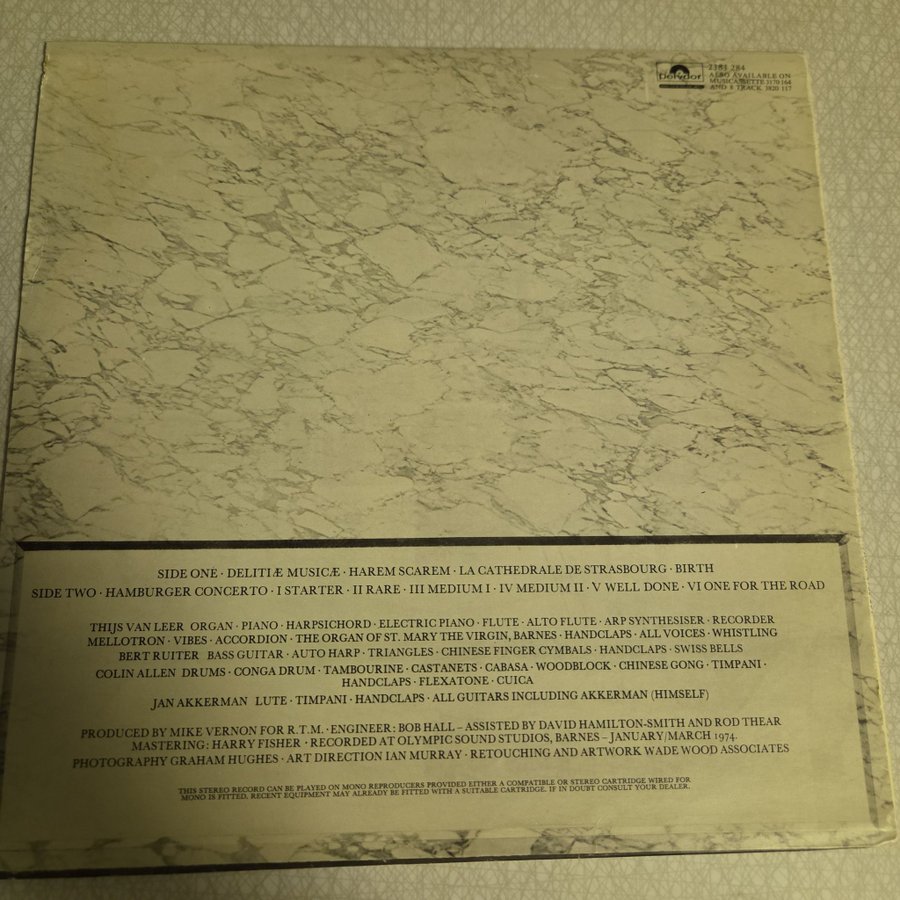 polydor
2383 284
ALSO AVAILABLE ON
MUSICASSETTE 3170 164
AND 8 TRACK 3820 117
SIDE ONE · DELITIÆ MUSICÆ · HAREM SCAREM · LA CATHEDRALE DE STRASBOURG · BIRTH
SIDE TWO · HAMBURGER CONCERTO · I STARTER · II RARE · III MEDIUM I · IV MEDIUM II · V WELL DONE · VI ONE FOR THE ROAD
THIJS VAN LEER ORGAN · PIANO · HARPSICHORD · ELECTRIC PIANO · FLUTE · ALTO FLUTE · ARP SYNTHESISER · RECORDER
MELLOTRON · VIBES · ACCORDION · THE ORGAN OF ST. MARY THE VIRGIN, BARNES · HANDCLAPS · ALL VOICES · WHISTLING
BERT RUITER BASS GUITAR · AUTO HARP · TRIANGLES · CHINESE FINGER CYMBALS · HANDCLAPS · SWISS BELLS
COLIN ALLEN DRUMS · CONGA DRUM · TAMBOURINE · CASTANETS · CABASA · WOODBLOCK · CHINESE GONG · TIMPANI ·
HANDCLAPS · FLEXATONE · CUICA
JAN AKKERMAN LUTE · TIMPANI · HANDCLAPS · ALL GUITARS INCLUDING AKKERMAN (HIMSELF)
PRODUCED BY MIKE VERNON FOR R.T.M. · ENGINEER: BOB HALL – ASSISTED BY DAVID HAMILTON-SMITH AND ROD THEAR
MASTERING: HARRY FISHER · RECORDED AT OLYMPIC SOUND STUDIOS, BARNES – JANUARY/MARCH 1974.
PHOTOGRAPHY GRAHAM HUGHES · ART DIRECTION IAN MURRAY · RETOUCHING AND ARTWORK WADE WOOD ASSOCIATES
THIS STEREO RECORD CAN BE PLAYED ON MONO REPRODUCERS PROVIDED EITHER A COMPATIBLE OR STEREO CARTRIDGE WIRED FOR
MONO IS FITTED. RECENT EQUIPMENT MAY ALREADY BE FITTED WITH A SUITABLE CARTRIDGE. IF IN DOUBT CONSULT YOUR DEALER.